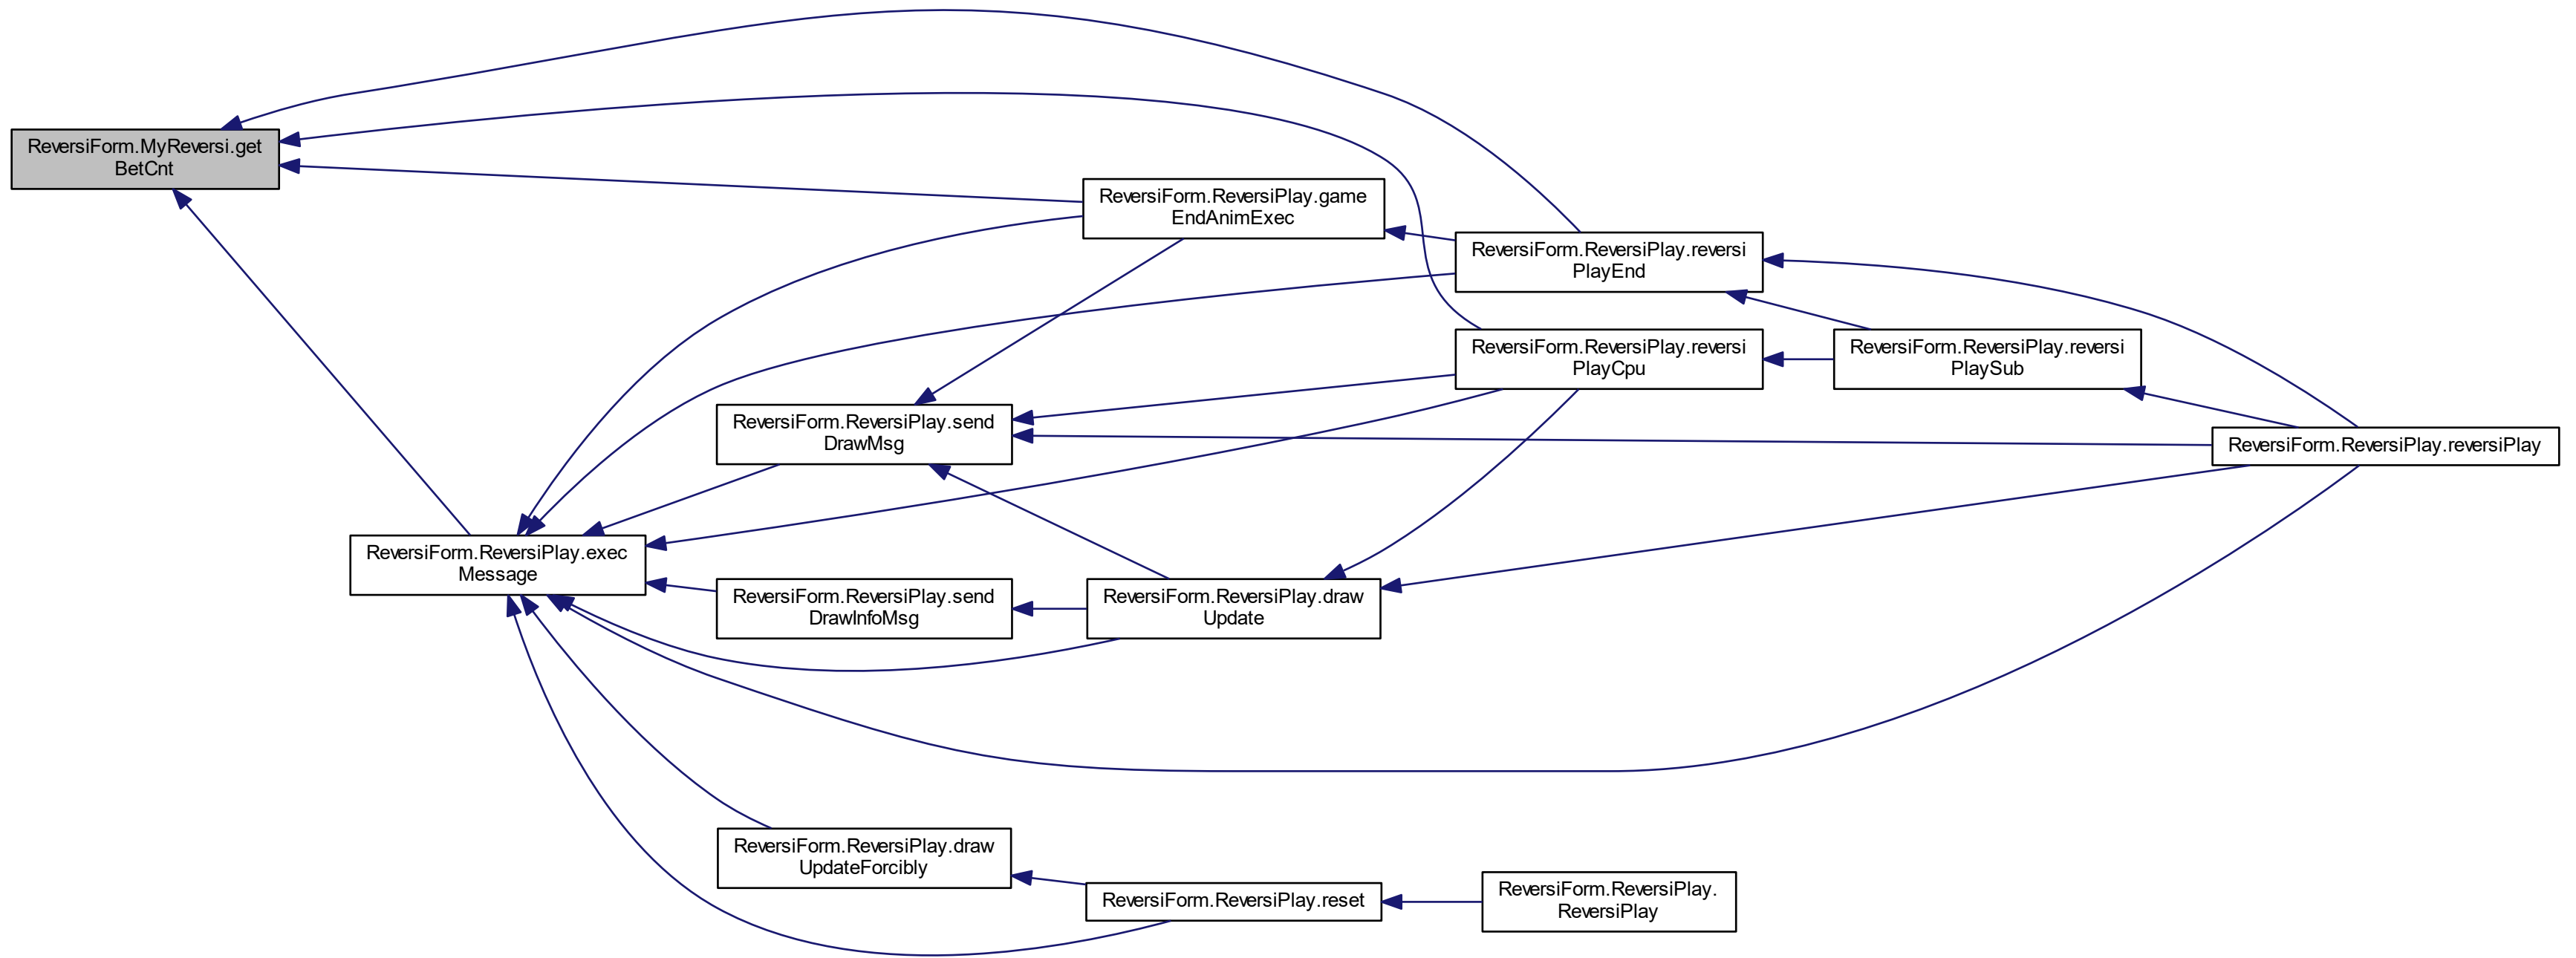 ReversiForm.MyReversi.get
BetCnt
ReversiForm.ReversiPlay.game
EndAnimExec
ReversiForm.ReversiPlay.reversi
PlayEnd
ReversiForm.ReversiPlay.reversi
PlayCpu
ReversiForm.ReversiPlay.reversi
PlaySub
ReversiForm.ReversiPlay.send
DrawMsg
ReversiForm.ReversiPlay.reversiPlay
ReversiForm.ReversiPlay.exec
Message
ReversiForm.ReversiPlay.send
DrawInfoMsg
ReversiForm.ReversiPlay.draw
Update
ReversiForm.ReversiPlay.draw
UpdateForcibly
ReversiForm.ReversiPlay.reset
ReversiForm.ReversiPlay.
ReversiPlay